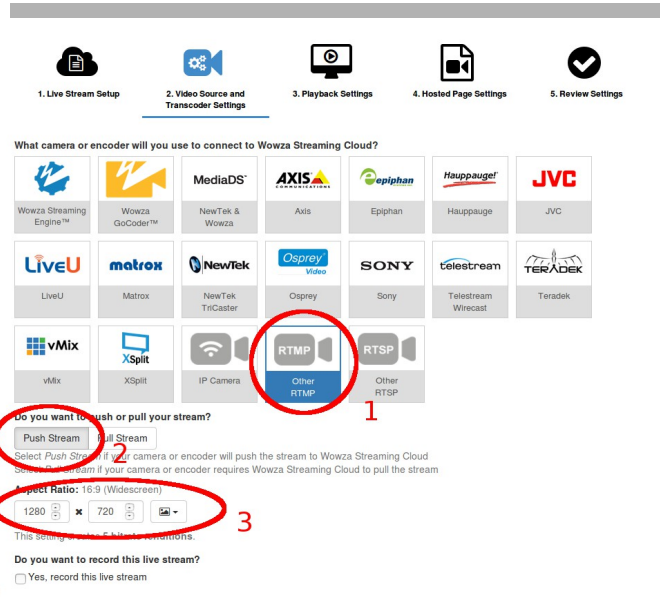 1. Live Stream Setup
2. Video Source and
Transcoder Settings
3. Playback Settings
4. Hosted Page Settings
5. Review Settings
What camera or encoder will you use to connect to Wowza Streaming Cloud?
MediaDS
AXIS
COMMUNICATIONS
epiphan
Hauppauge!
JVC
Wowza Streaming
Engine™
Wowza
GoCoder™
NewTek &
Wowza
Axis
Epiphan
Hauppauge
JVC
LiveU
matrox
NewTek
Osprey
Video
SONY
telestream
TERADEK
LiveU
Matrox
NewTek
TriCaster
Osprey
Sony
Telestream
Wirecast
Teradek
vMix
XSplit
RTMP
RTSP
vMix
XSplit
IP Camera
Other
RTMP
Other
RTSP
1
Do you want to push or pull your stream?
Push Stream
Pull Stream
2
Select Push Stream if your camera or encoder will push the stream to Wowza Streaming Cloud
Select Pull Stream if your camera or encoder requires Wowza Streaming Cloud to pull the stream
Aspect Ratio: 16:9 (Widescreen)
1280 × 720
3
This setting creates 5 bitrate renditions.
Do you want to record this live stream?
Yes, record this live stream